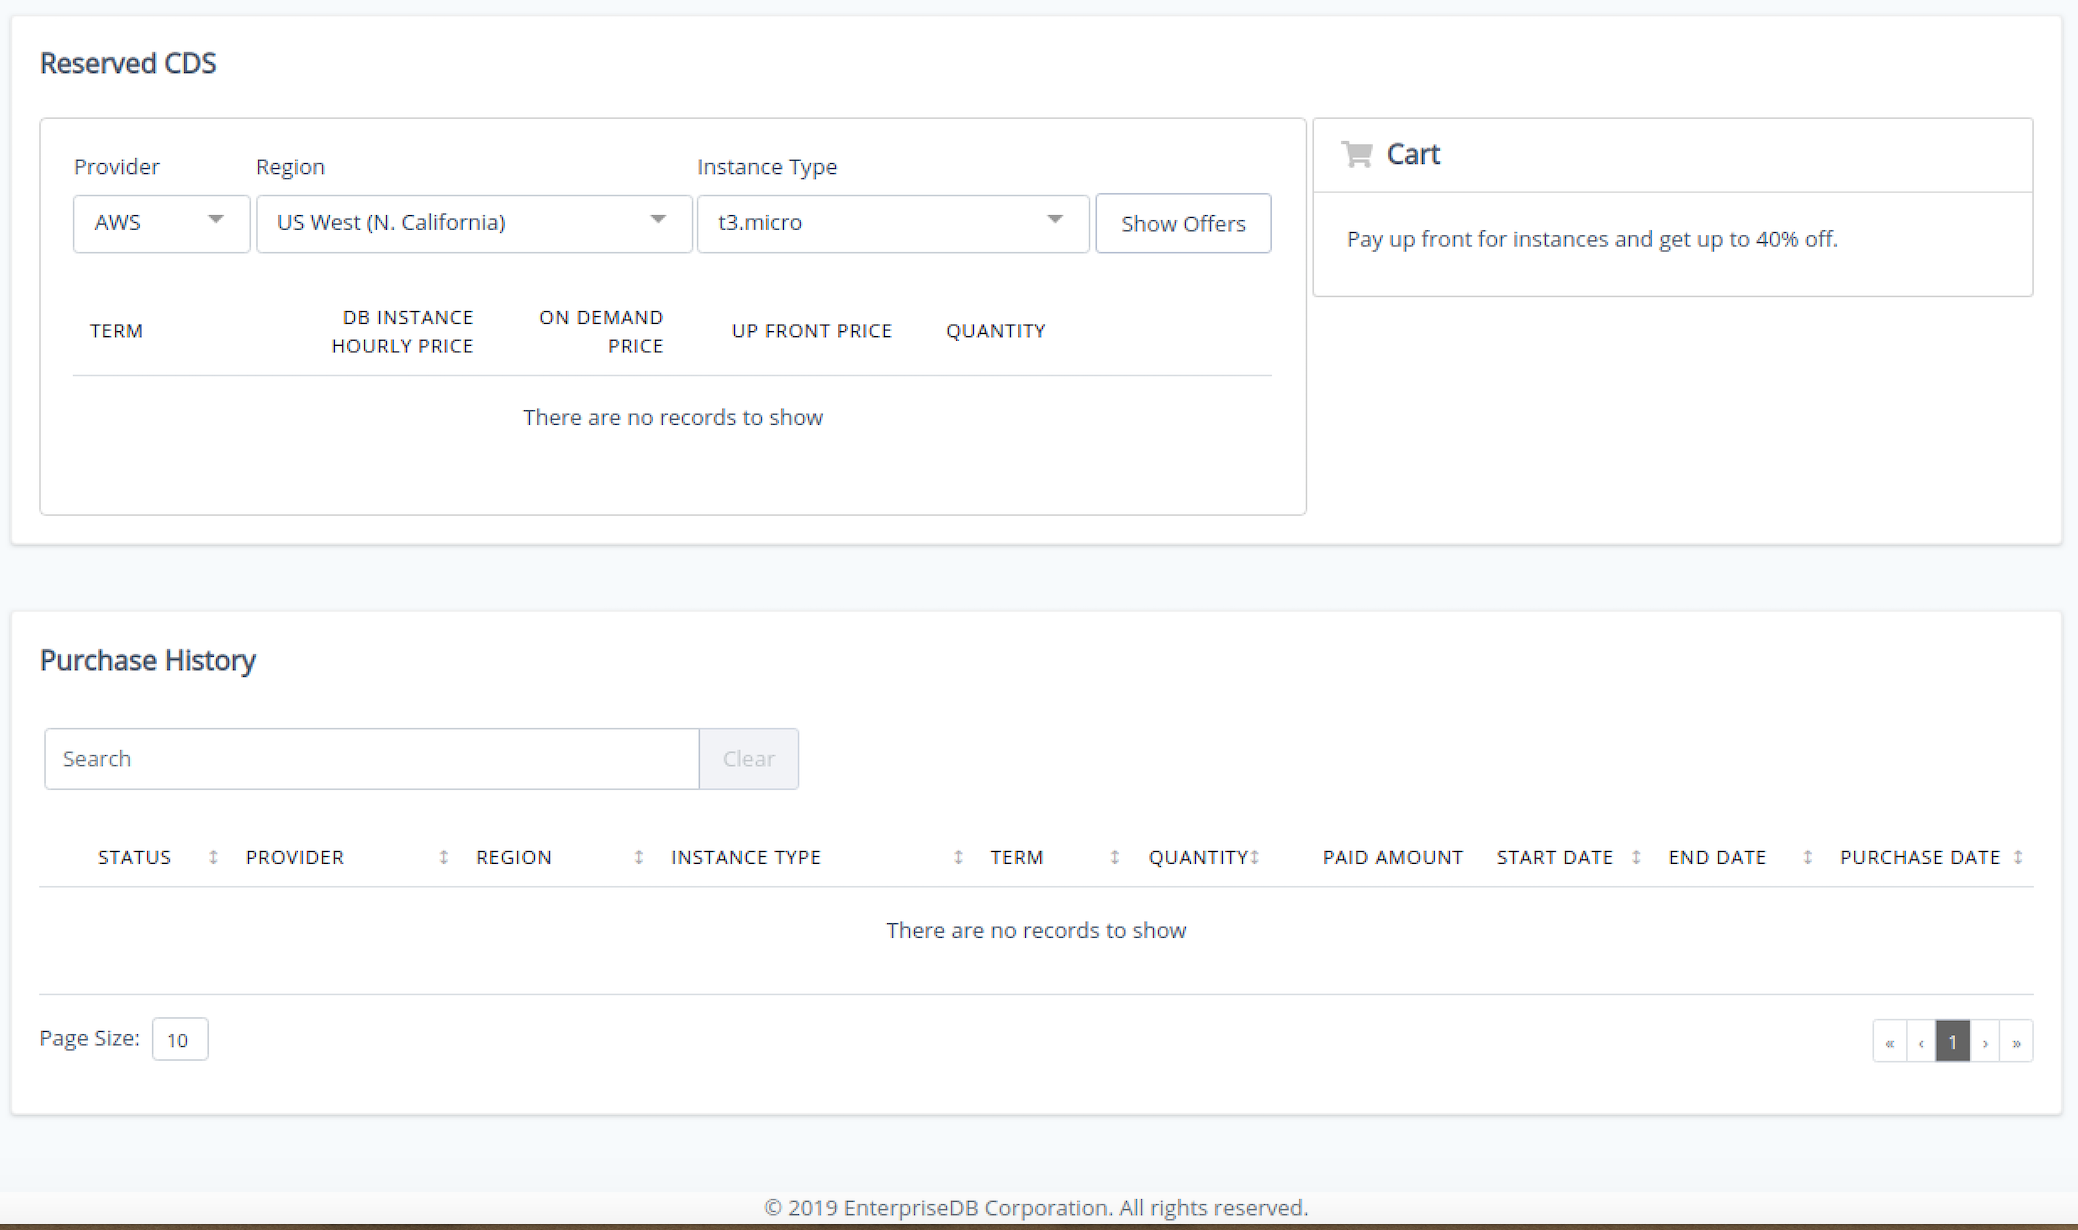 Reserved CDS
Provider
Region
Instance Type
AWS
US West (N. California)
t3.micro
Show Offers
TERM
DB INSTANCE
HOURLY PRICE
ON DEMAND
PRICE
UP FRONT PRICE
QUANTITY
There are no records to show
Cart
Pay up front for instances and get up to 40% off.
Purchase History
Search
Clear
STATUS ↕ PROVIDER ↕ REGION ↕ INSTANCE TYPE ↕ TERM ↕ QUANTITY↕ PAID AMOUNT START DATE ↕ END DATE ↕ PURCHASE DATE ↕
There are no records to show
Page Size: 10
« ‹ 1 › »
© 2019 EnterpriseDB Corporation. All rights reserved.